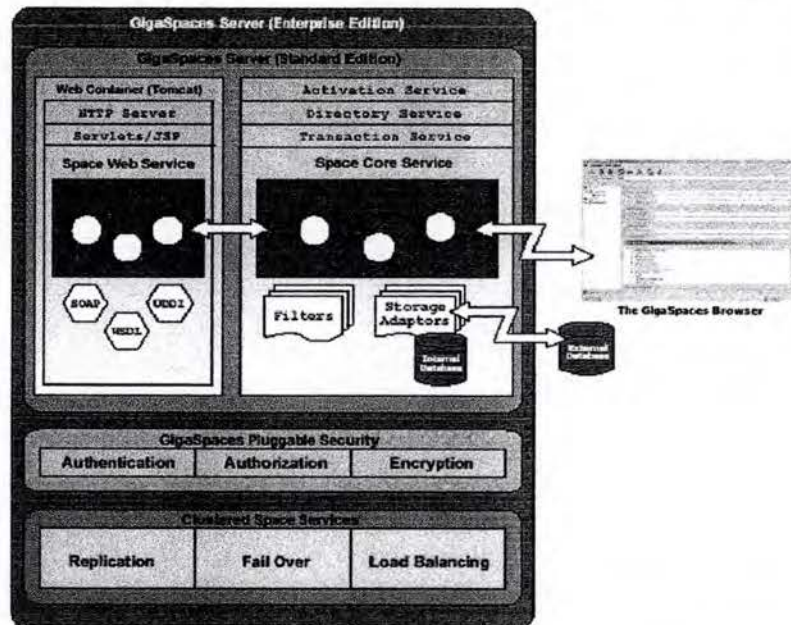 GigaSpaces Server (Enterprise Edition)
GigaSpaces Server (Standard Edition)
Web Container (Tomcat)
HTTP Server
Servlets/JSP
Space Web Service
SOAP
UDDI
WSDL
Activation Service
Directory Service
Transaction Service
Space Core Service
Filters
Storage
Adaptors
Internal
Database
External
Database
The GigaSpaces Browser
GigaSpaces Pluggable Security
Authentication
Authorization
Encryption
Clustered Space Services
Replication
Fail Over
Load Balancing